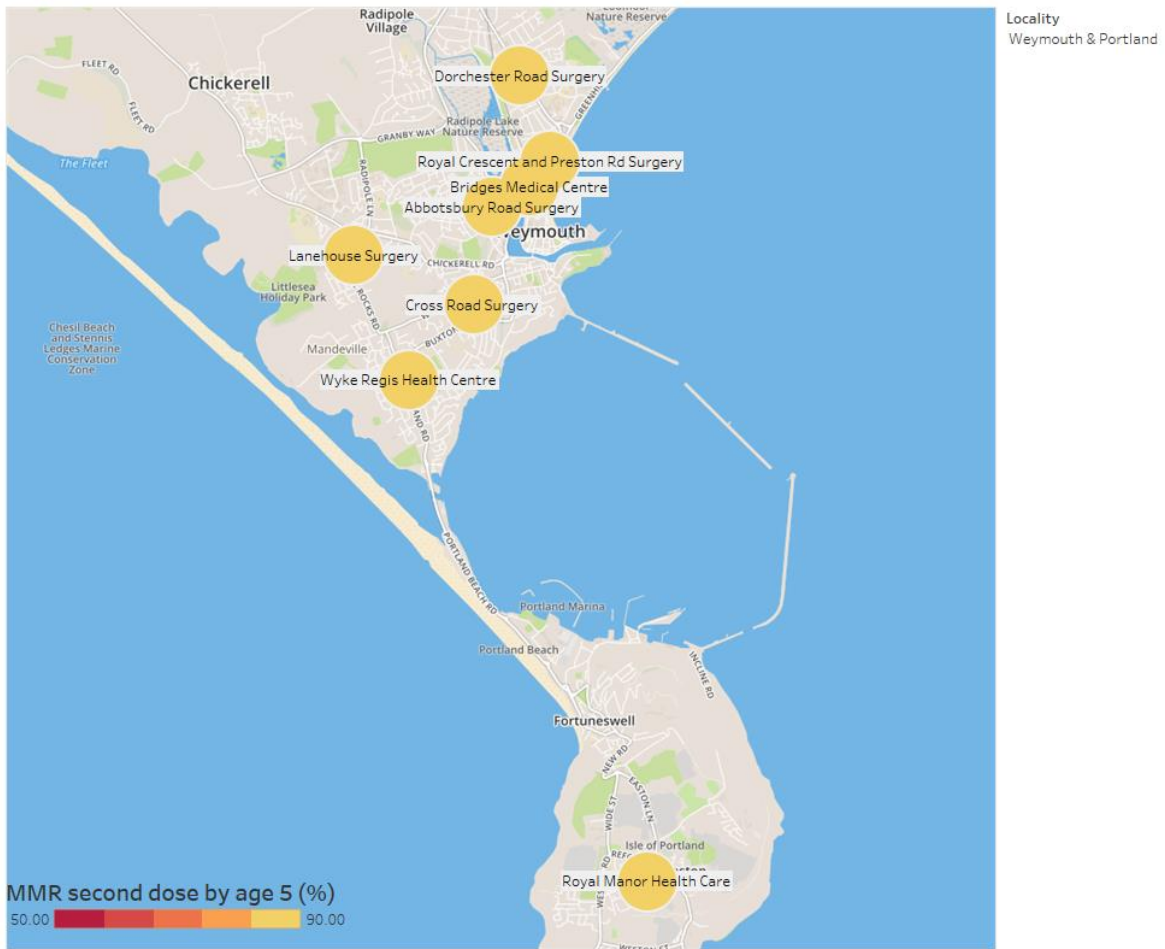 Locality
Weymouth & Portland
Radipole
Village
Nature Reserve
FLEET RD
FLEET RD
Chickerell
Dorchester Road Surgery
Radipole Lake
Nature Reserve
GRANBY WAY
The Fleet
RADIPOLE LN
Royal Crescent and Preston Rd Surgery
Bridges Medical Centre
Abbotsbury Road Surgery
Lanehouse Surgery
CHICKERELL RD
Littlesea
Holiday Park
ROCKS RD
Cross Road Surgery
Chesil Beach
and Stennis
Ledges Marine
Conservation
Zone
Mandeville
Wyke Regis Health Centre
PORTLAND BEACH RD
Portland Marina
Portland Beach
INCLINE RD
Fortuneswell
NEW RD
EASTON LN
WIDE ST
Isle of Portland
Royal Manor Health Care
MMR second dose by age 5 (%)
50.00 90.00